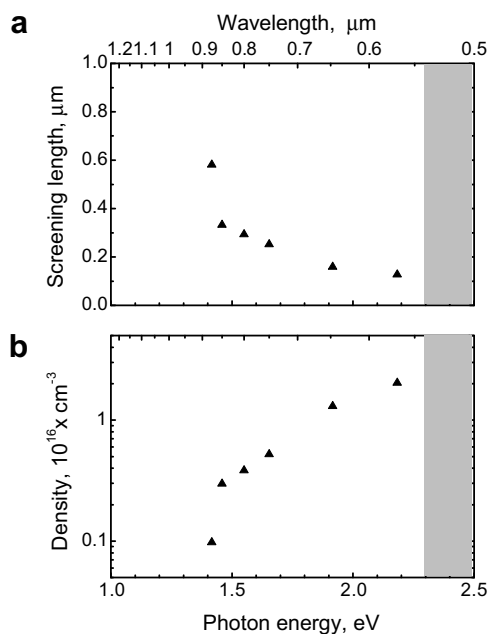 Wavelength, μm
a
1.2 1.1 1 0.9 0.8 0.7 0.6 0.5
1.0
0.8
0.6
0.4
0.2
0.0
Screening length, μm
b
1
0.1
Density, 10¹⁶x cm⁻³
1.0 1.5 2.0 2.5
Photon energy, eV